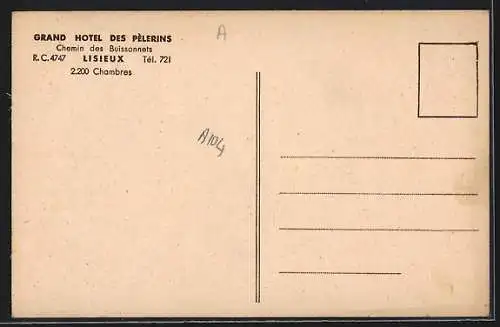 GRAND HOTEL DES PÈLERINS
Chemin des Buissonnets
R.C. 4747 LISIEUX Tél. 721
2.200 Chambres
A
A104